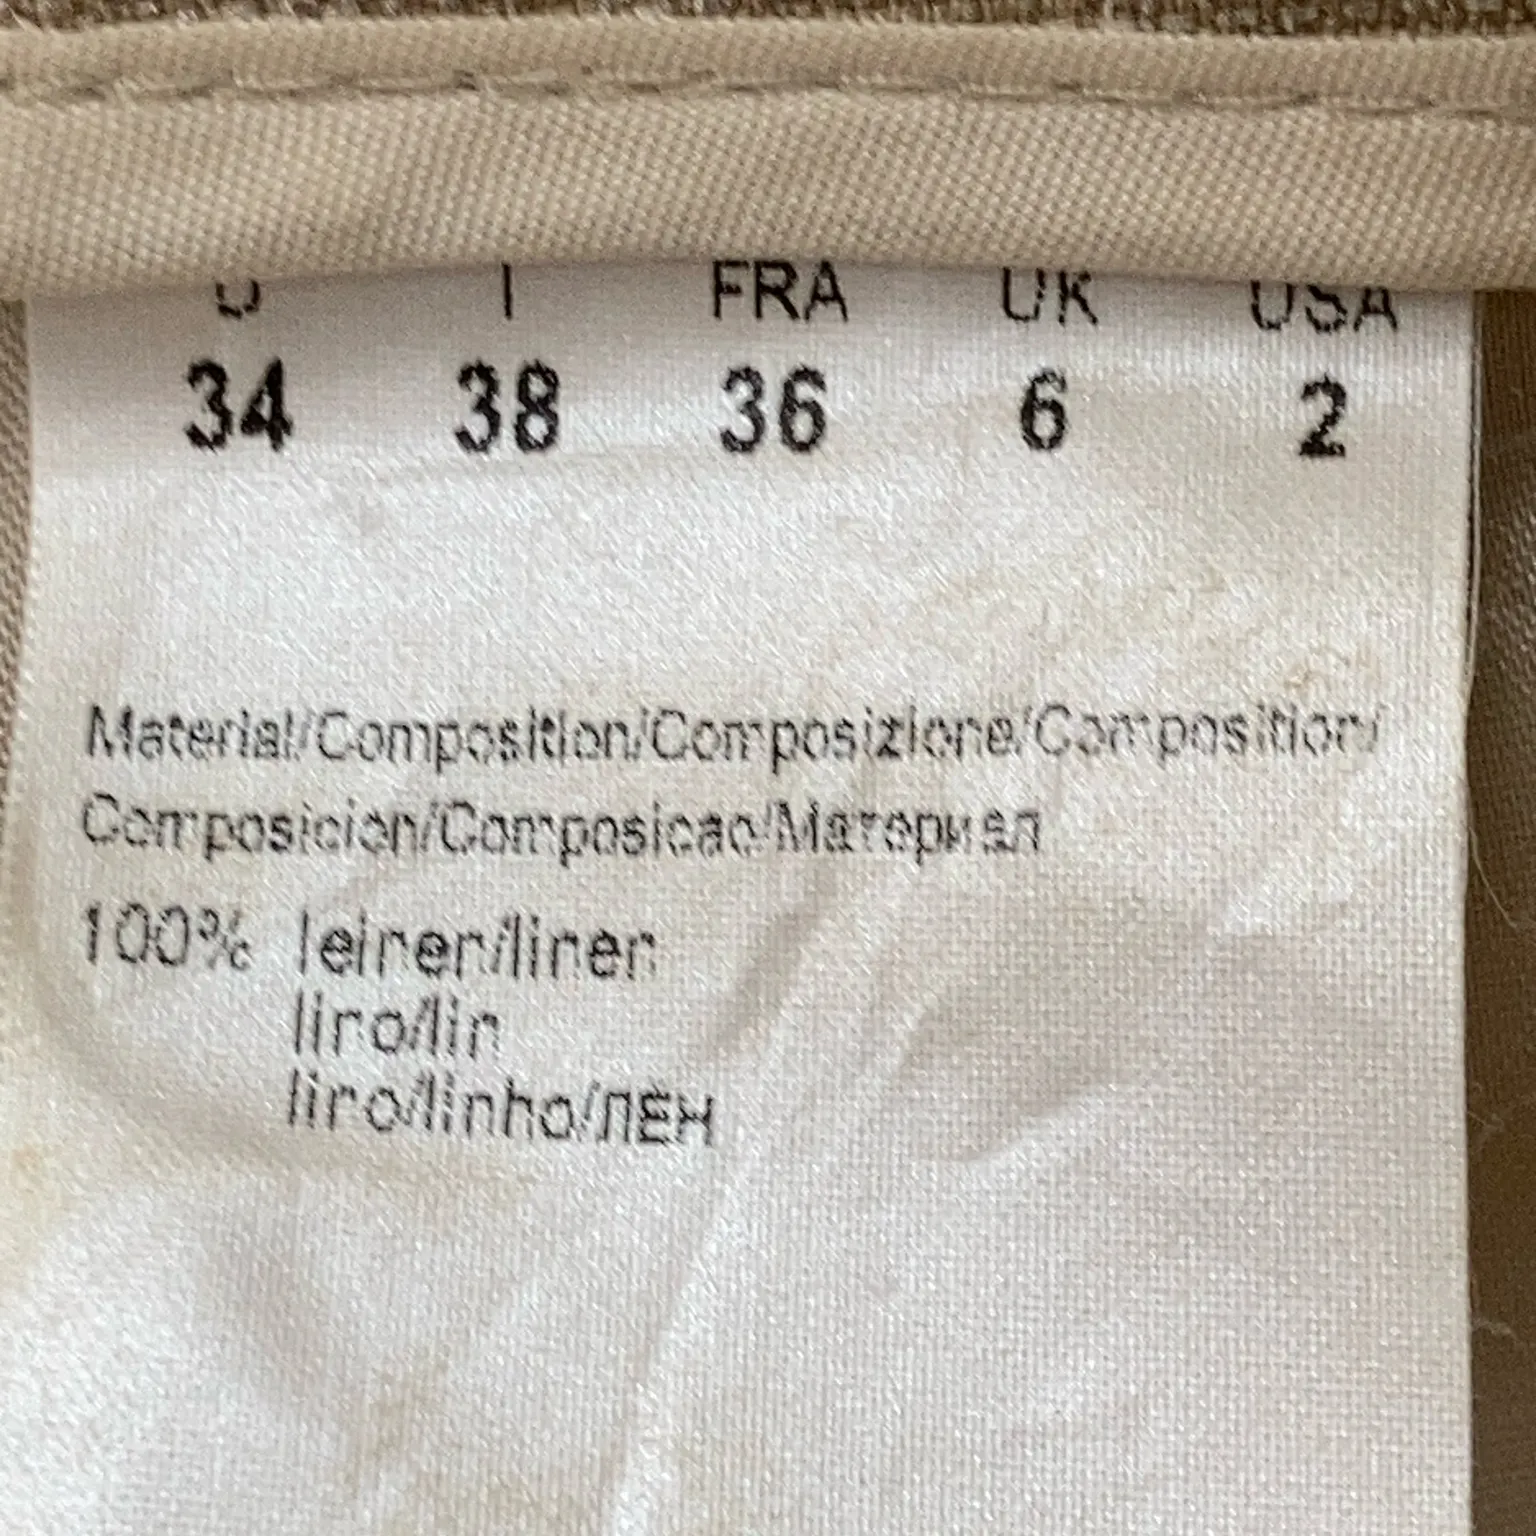 D I FRA UK USA
34 38 36 6 2
Material/Composition/Composizione/Composition/
Composicion/Composicao/Материал
100% leinen/linen
lino/lin
lino/linho/ЛЕН